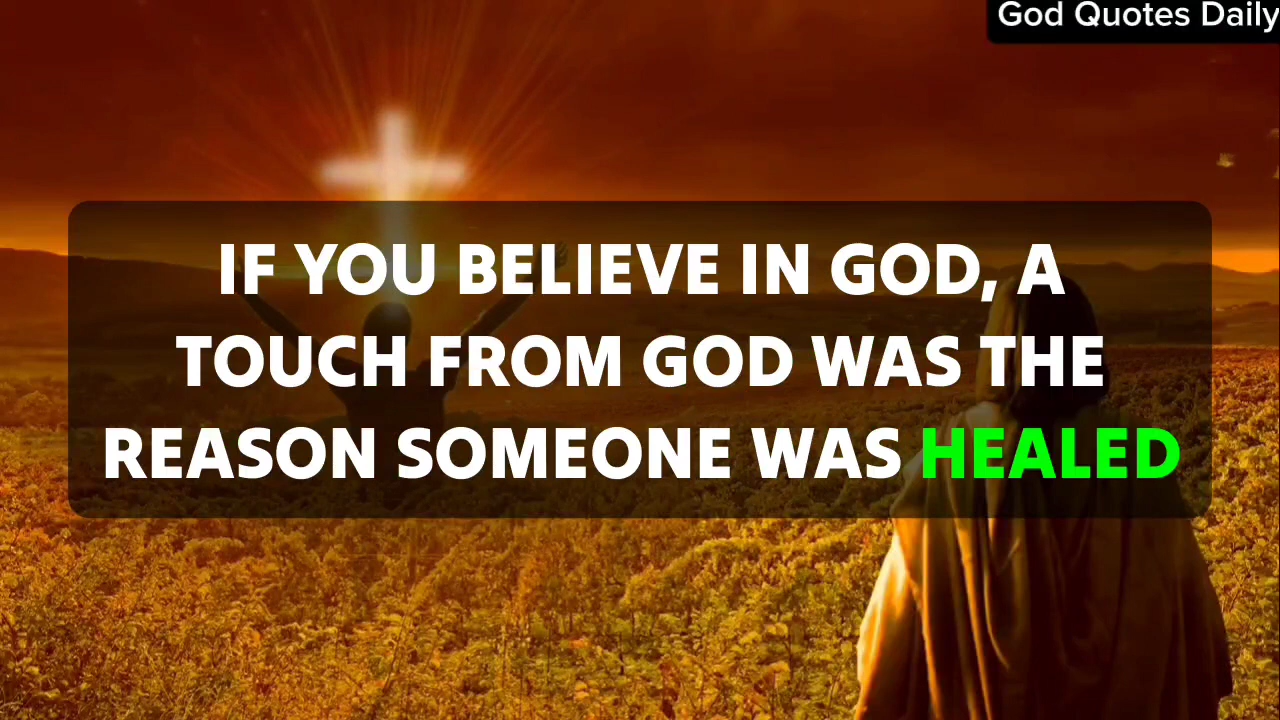 God Quotes Daily
IF YOU BELIEVE IN GOD, A
TOUCH FROM GOD WAS THE
REASON SOMEONE WAS HEALED